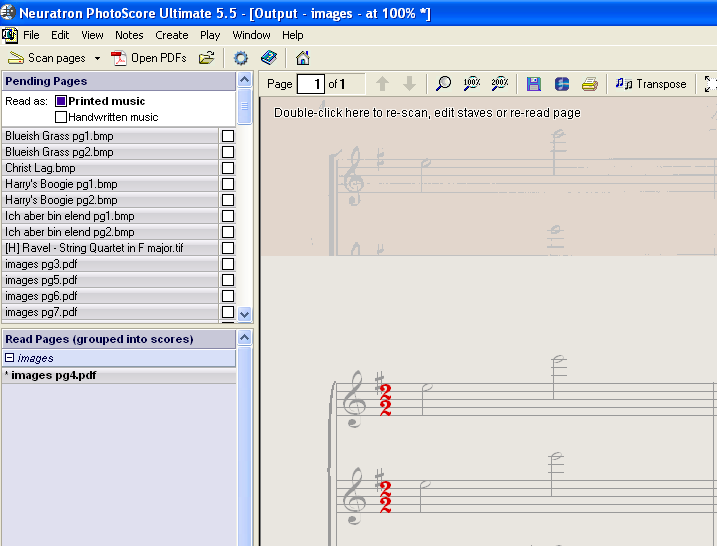 Neuratron PhotoScore Ultimate 5.5 - [Output - images - at 100% *]
File Edit View Notes Create Play Window Help
Scan pages Open PDFs
Pending Pages
Read as: Printed music
Handwritten music
Blueish Grass pg1.bmp
Blueish Grass pg2.bmp
Christ Lag.bmp
Harry's Boogie pg1.bmp
Harry's Boogie pg2.bmp
Ich aber bin elend pg1.bmp
Ich aber bin elend pg2.bmp
[H] Ravel - String Quartet in F major.tif
images pg3.pdf
images pg5.pdf
images pg6.pdf
images pg7.pdf
Read Pages (grouped into scores)
images
* images pg4.pdf
Page 1 of 1 100% 200% Transpose
Double-click here to re-scan, edit staves or re-read page
2
2
2
2